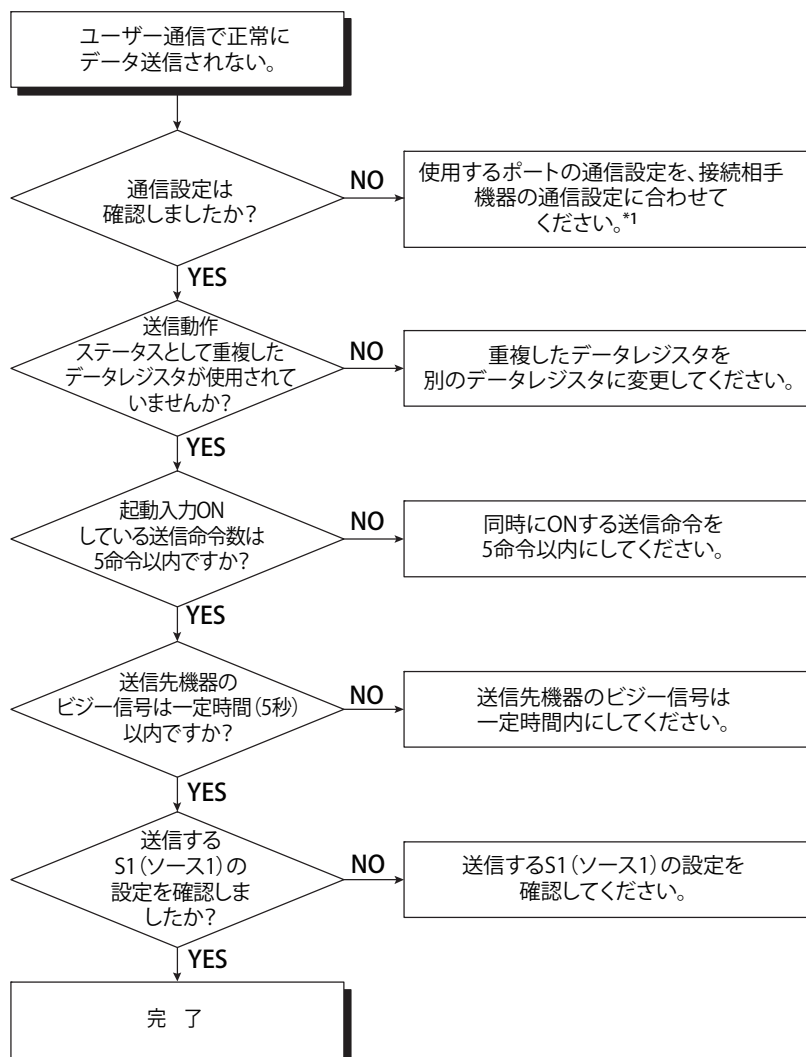 ユーザー通信で正常に
データ送信されない。
通信設定は
確認しましたか？
NO
使用するポートの通信設定を、接続相手
機器の通信設定に合わせて
ください。*1
YES
送信動作
ステータスとして重複した
データレジスタが使用されて
いませんか？
NO
重複したデータレジスタを
別のデータレジスタに変更してください。
YES
起動入力ON
している送信命令数は
5命令以内ですか？
NO
同時にONする送信命令を
5命令以内にしてください。
YES
送信先機器の
ビジー信号は一定時間（5秒）
以内ですか？
NO
送信先機器のビジー信号は
一定時間内にしてください。
YES
送信する
S1（ソース1）の
設定を確認しま
したか？
NO
送信するS1（ソース1）の設定を
確認してください。
YES
完　了